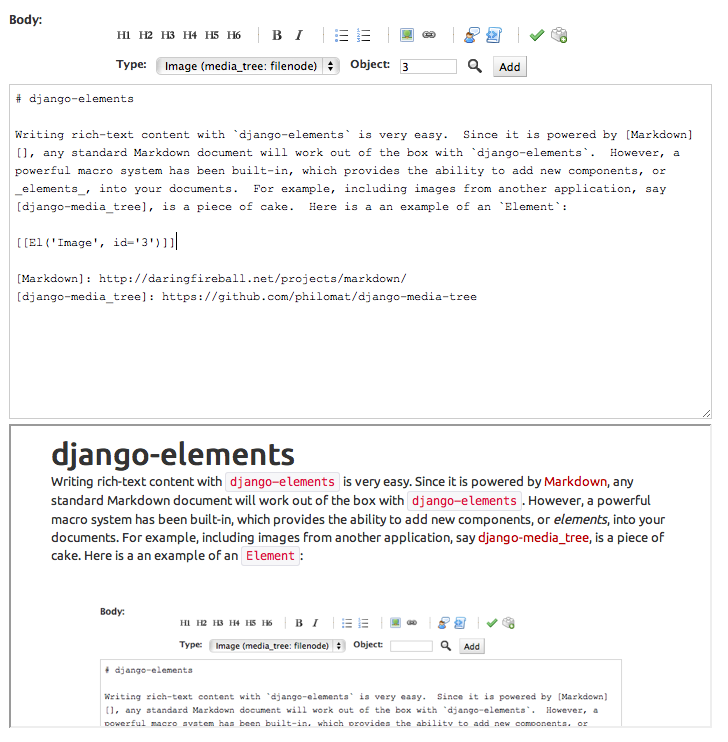 Body:
H1 H2 H3 H4 H5 H6 B I
Type: Image (media_tree: filenode) Object: 3 Add
# django-elements
Writing rich-text content with `django-elements` is very easy.  Since it is powered by [Markdown]
[], any standard Markdown document will work out of the box with `django-elements`.  However, a
powerful macro system has been built-in, which provides the ability to add new components, or
_elements_, into your documents.  For example, including images from another application, say
[django-media_tree], is a piece of cake.  Here is a an example of an `Element`:
[[El('Image', id='3')]]
[Markdown]: http://daringfireball.net/projects/markdown/
[django-media_tree]: https://github.com/philomat/django-media-tree
django-elements
Writing rich-text content with django-elements is very easy. Since it is powered by Markdown, any
standard Markdown document will work out of the box with django-elements. However, a powerful
macro system has been built-in, which provides the ability to add new components, or elements, into your
documents. For example, including images from another application, say django-media_tree, is a piece of
cake. Here is a an example of an Element:
Body:
H1 H2 H3 H4 H5 H6 B I
Type: Image (media_tree: filenode) Object: Add
# django-elements
Writing rich-text content with `django-elements` is very easy.  Since it is powered by [Markdown]
[], any standard Markdown document will work out of the box with `django-elements`.  However, a
powerful macro system has been built-in, which provides the ability to add new components, or